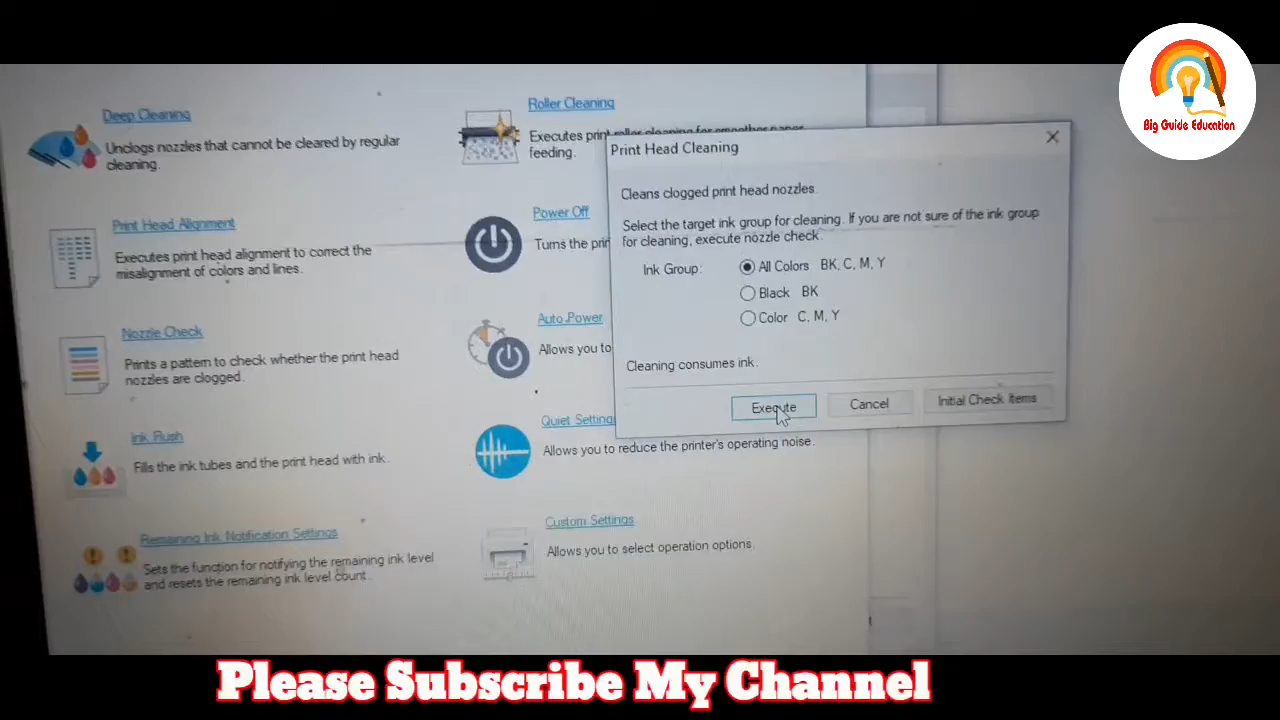 Big Guide Education
Deep Cleaning
Unclogs nozzles that cannot be cleared by regular
cleaning.
Print Head Alignment
Executes print head alignment to correct the
misalignment of colors and lines.
Nozzle Check
Prints a pattern to check whether the print head
nozzles are clogged.
Ink Flush
Fills the ink tubes and the print head with ink.
Remaining Ink Notification Settings
Sets the function for notifying the remaining ink level
and resets the remaining ink level count.
Roller Cleaning
Executes print roller cleaning for smoother paper
feeding.
Power Off
Turns the prin
Auto Power
Allows you to
Quiet Settings
Allows you to reduce the printer's operating noise.
Custom Settings
Allows you to select operation options.
Print Head Cleaning
Cleans clogged print head nozzles.
Select the target ink group for cleaning. If you are not sure of the ink group
for cleaning, execute nozzle check.
Ink Group:
All Colors BK, C, M, Y
Black BK
Color C, M, Y
Cleaning consumes ink.
Execute
Cancel
Initial Check Items
Please Subscribe My Channel